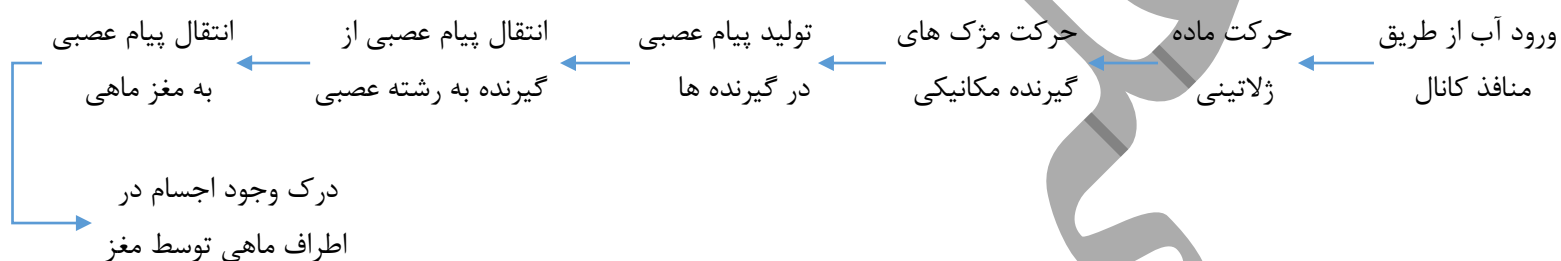 ورود آب از طریق
منافذ کانال
حرکت ماده
ژلاتینی
حرکت مژک های
گیرنده مکانیکی
تولید پیام عصبی
در گیرنده ها
انتقال پیام عصبی از
گیرنده به رشته عصبی
انتقال پیام عصبی
به مغز ماهی
درک وجود اجسام در
اطراف ماهی توسط مغز